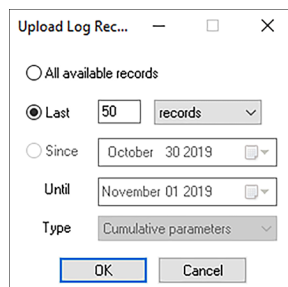 Upload Log Rec...
All available records
Last 50 records
Since October 30 2019
Until November 01 2019
Type Cumulative parameters
OK Cancel